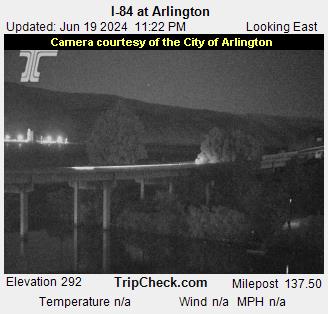 I-84 at Arlington
Updated: Jun 19 2024 11:22 PM Looking East
Camera courtesy of the City of Arlington
Elevation 292 TripCheck.com Milepost 137.50
Temperature n/a Wind n/a MPH n/a